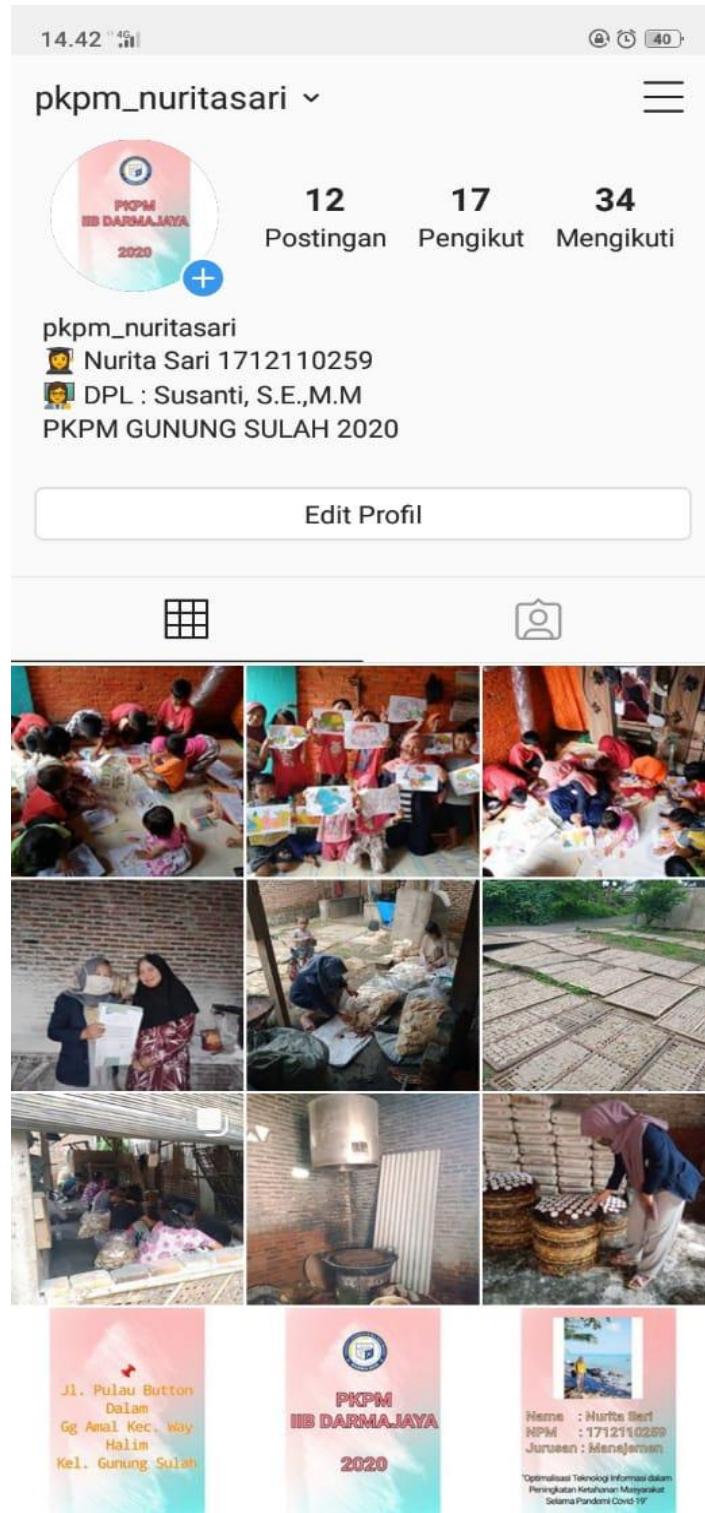 14.42 4G 40
pkpm_nuritasari
PKPM
IIB DARMAJAYA
2020
12 17 34
Postingan Pengikut Mengikuti
pkpm_nuritasari
Nurita Sari 1712110259
DPL : Susanti, S.E.,M.M
PKPM GUNUNG SULAH 2020
Edit Profil
Jl. Pulau Button
Dalam
Gg Amal Kec. Way
Halim
Kel. Gunung Sulah
PKPM
IIB DARMAJAYA
2020
Nama : Nurita Sari
NPM : 1712110259
Jurusan : Manajemen
"Optimalisasi Teknologi Informasi dalam
Peningkatan Ketahanan Masyarakat
Selama Pandemi Covid-19"